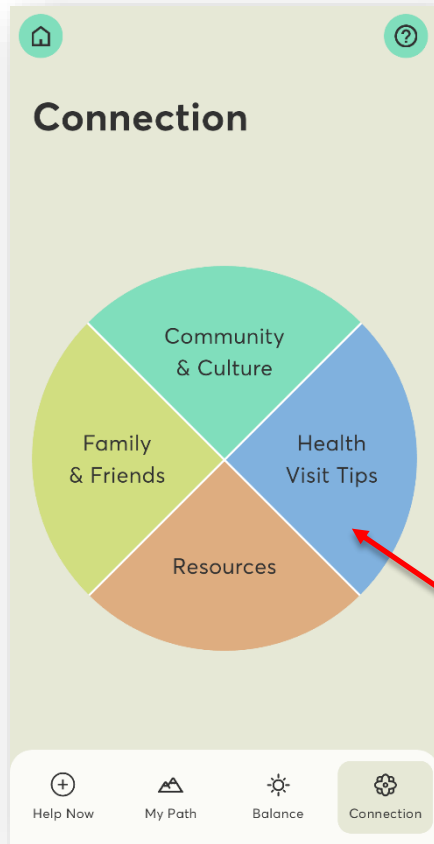 ?
Connection
Community
& Culture
Family
& Friends
Health
Visit Tips
Resources
Help Now
My Path
Balance
Connection